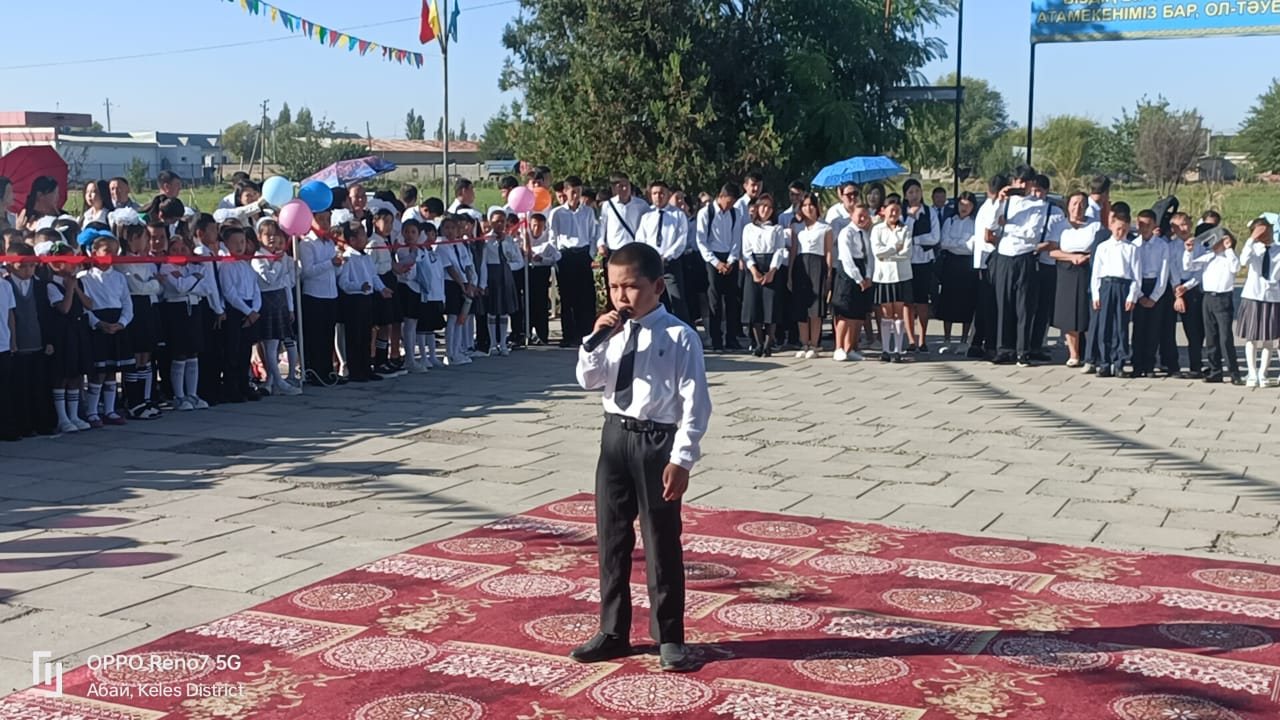 АТАМЕКЕНІМІЗ БАР, ОЛ-ТӘУЕ
OPPO Reno7 5G
Абай, Keles District